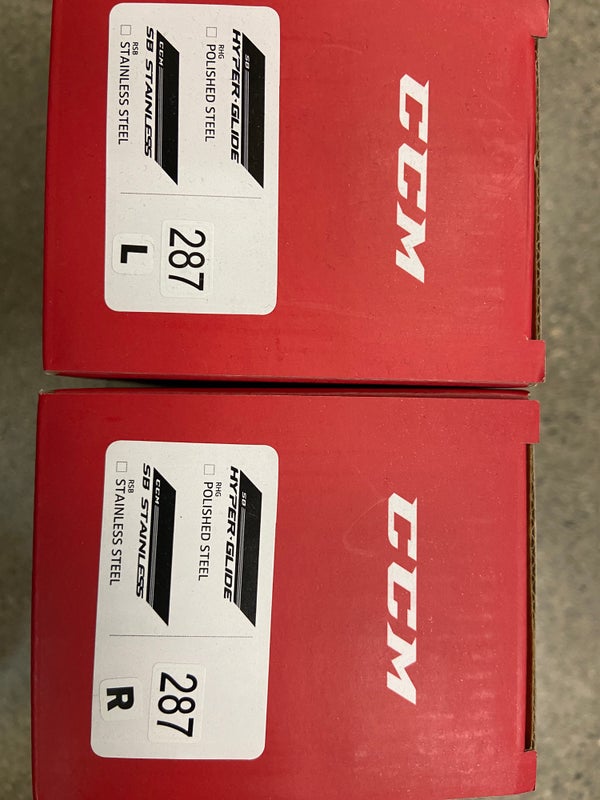 CCM
SB
HYPER·GLIDE
RHG
POLISHED STEEL
287
CCM
SB STAINLESS
RSB
STAINLESS STEEL
L
CCM
SB
HYPER·GLIDE
RHG
POLISHED STEEL
287
CCM
SB STAINLESS
RSB
STAINLESS STEEL
R